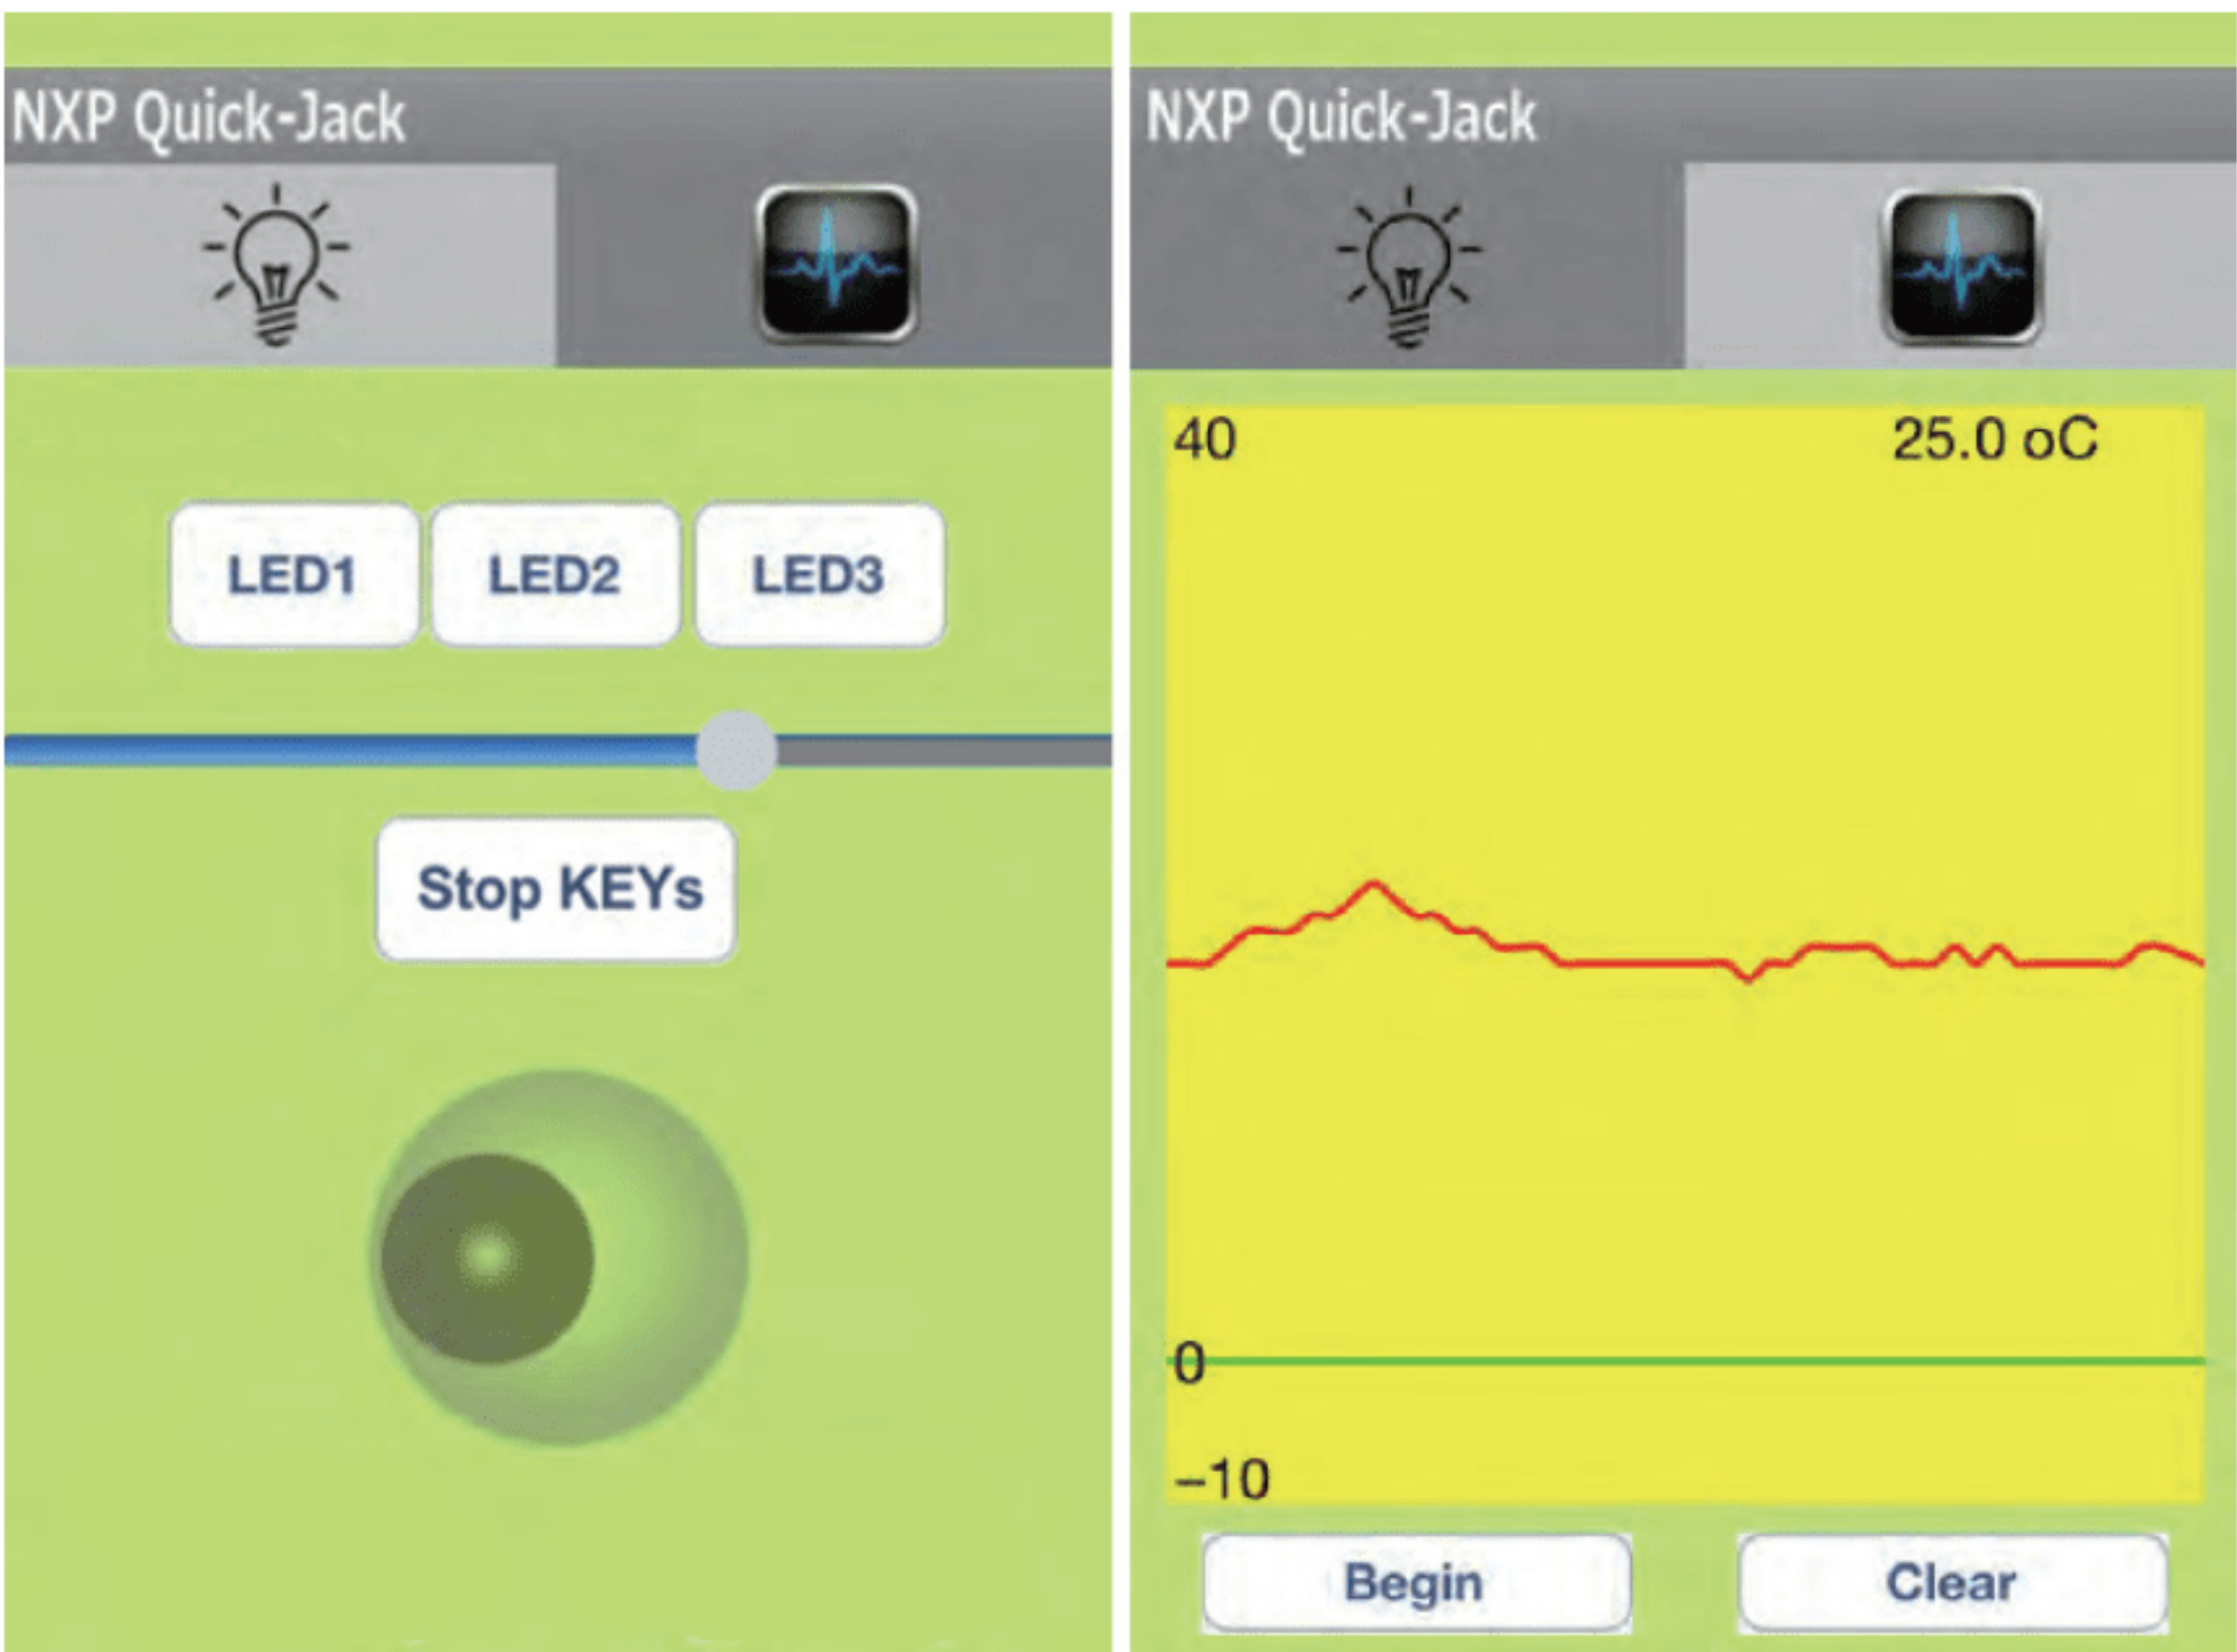 NXP Quick-Jack
LED1 LED2 LED3
Stop KEYs
NXP Quick-Jack
40 25.0 oC
0
–10
Begin Clear